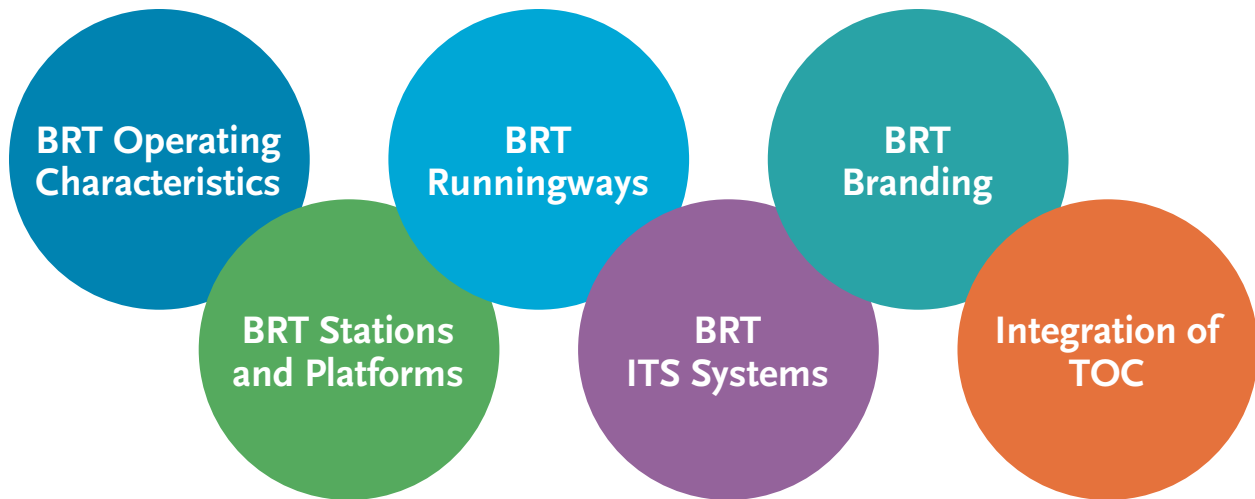 BRT Operating
Characteristics
BRT Stations
and Platforms
BRT
Runningways
BRT
ITS Systems
BRT
Branding
Integration of
TOC